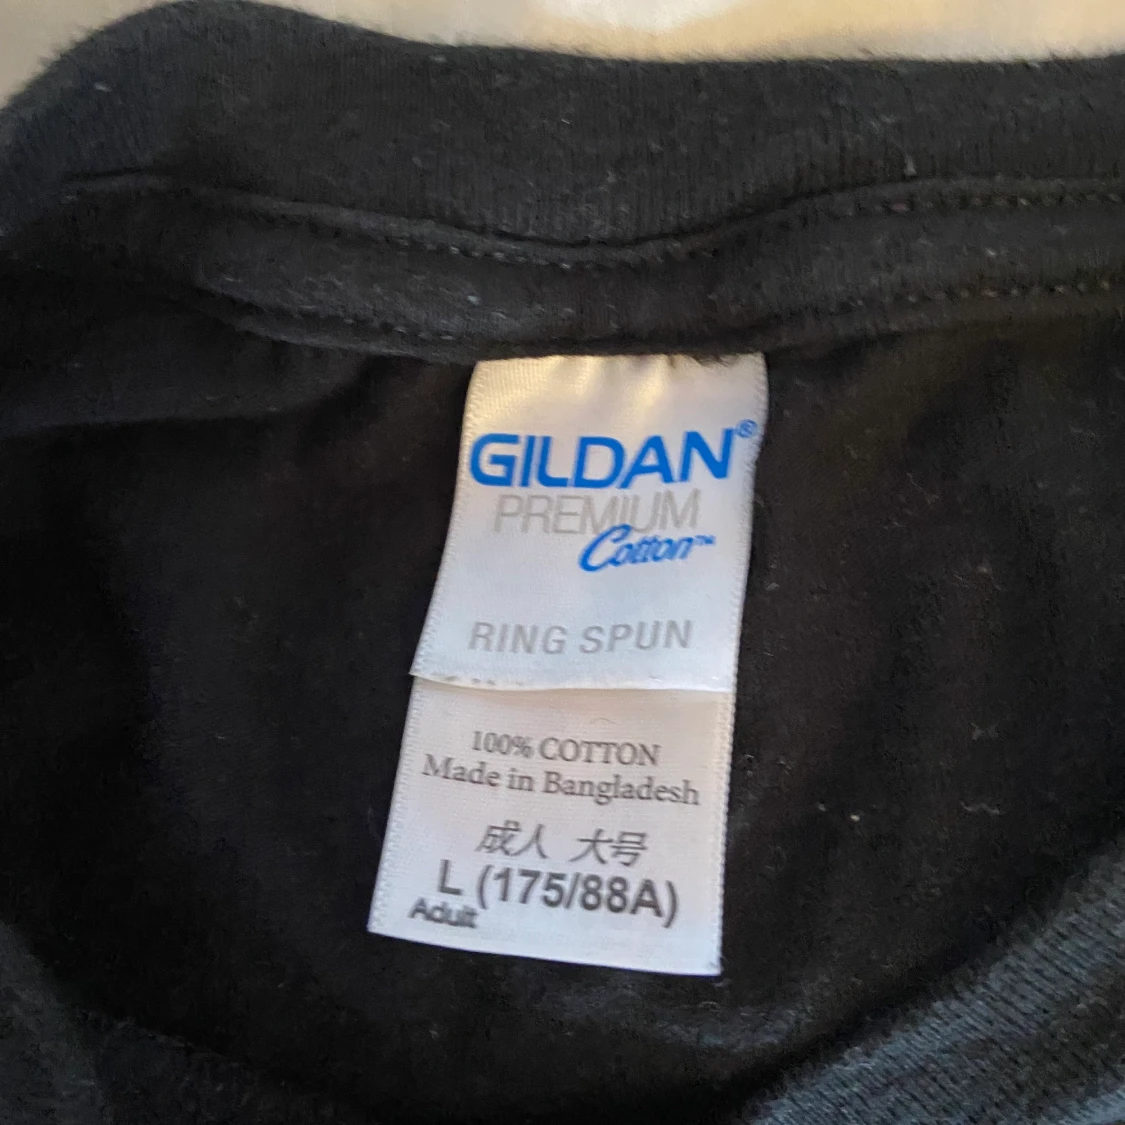 GILDAN®
PREMIUM
Cotton™
RING SPUN
100% COTTON
Made in Bangladesh
成人 大号
L (175/88A)
Adult